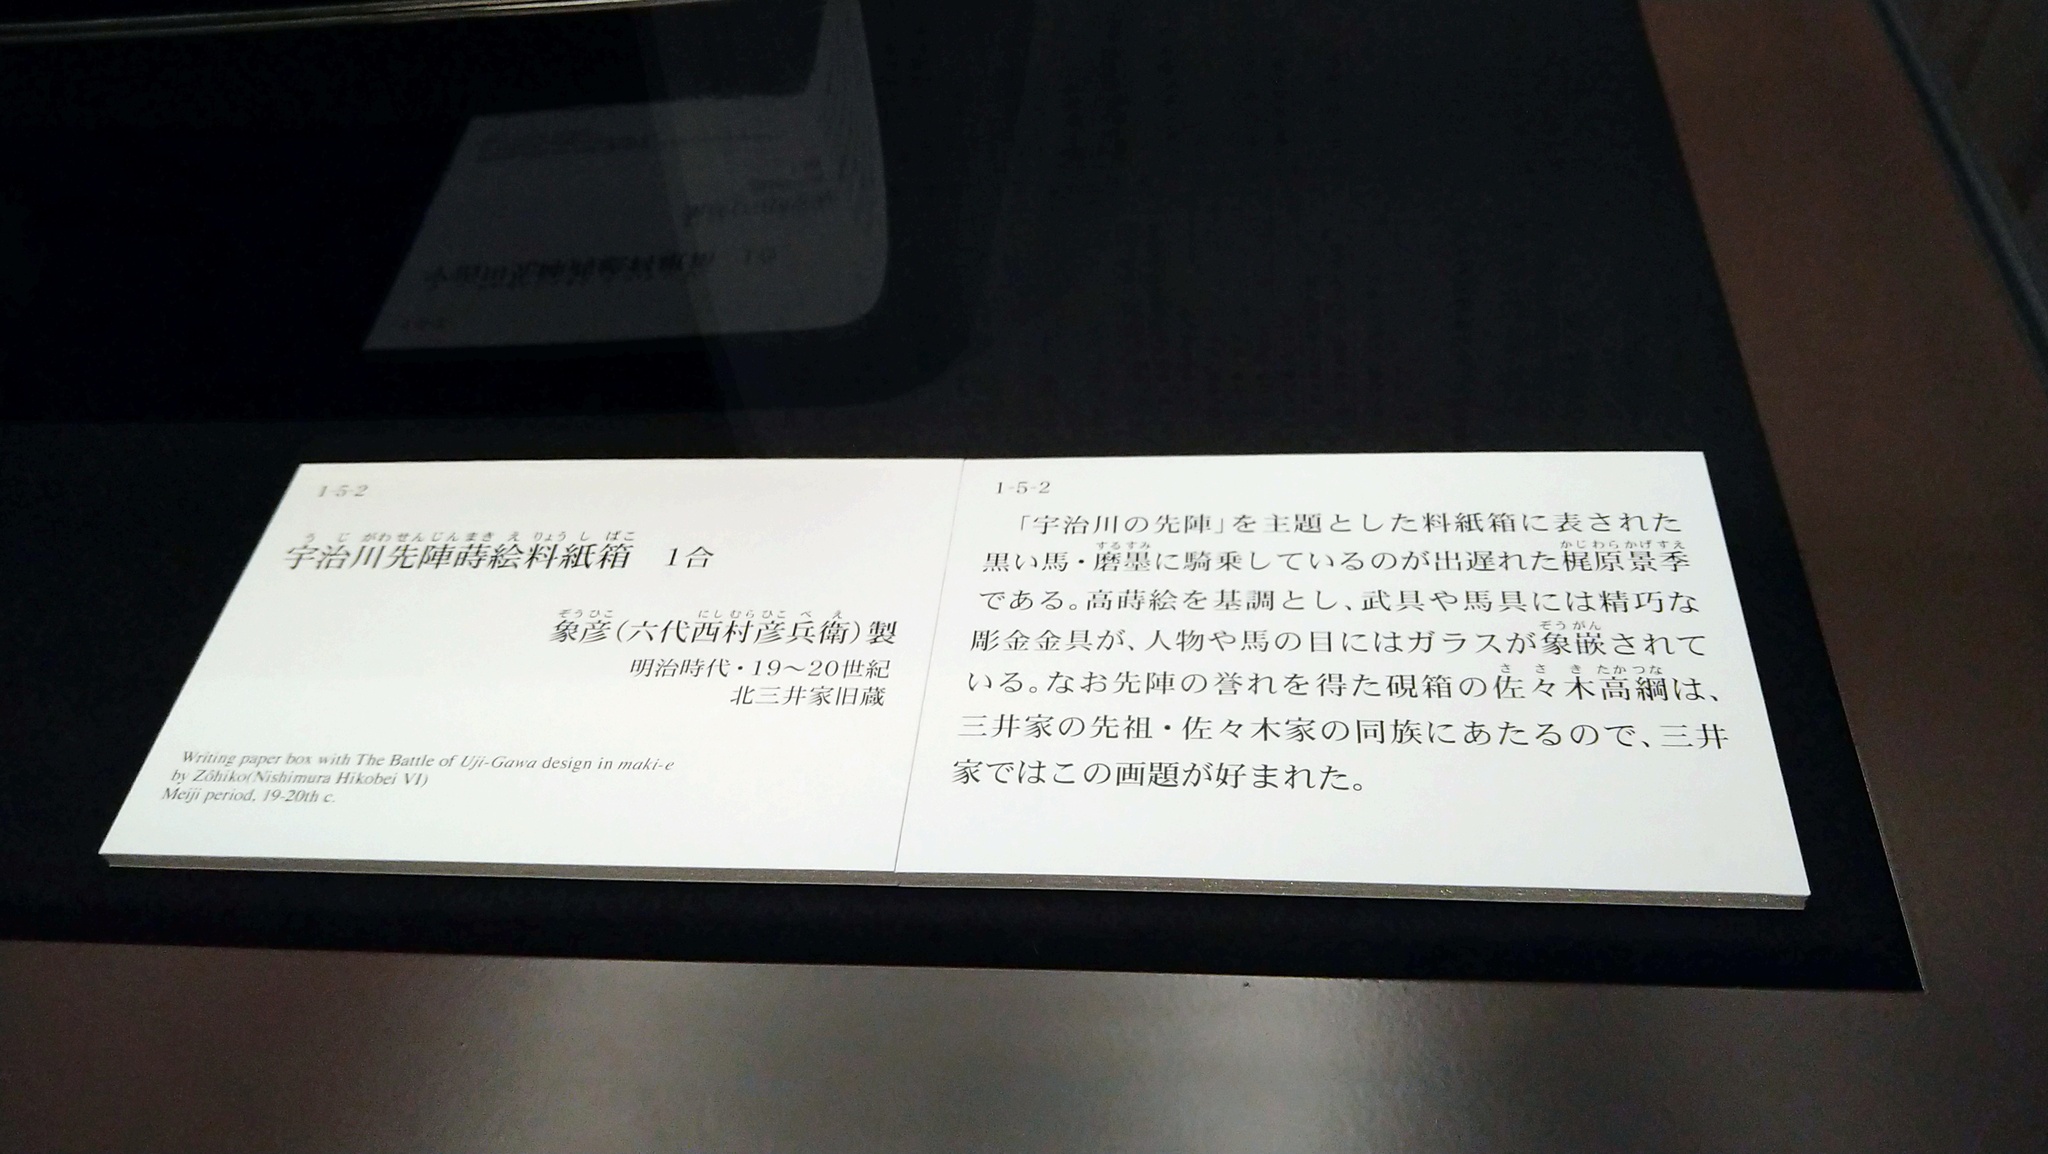 1-5-2
う じ がわせんじんまき え りょう し ばこ
宇治川先陣蒔絵料紙箱 1合
ぞうひこ にしむらひこ べ え
象彦(六代西村彦兵衛)製
明治時代・19〜20世紀
北三井家旧蔵
Writing paper box with The Battle of Uji-Gawa design in maki-e
by Zōhiko(Nishimura Hikobei VI)
Meiji period, 19-20th c.
1-5-2
「宇治川の先陣」を主題とした料紙箱に表された
するすみ かじわらかげすえ
黒い馬・磨墨に騎乗しているのが出遅れた梶原景季
である。高蒔絵を基調とし、武具や馬具には精巧な
ぞうがん
彫金金具が、人物や馬の目にはガラスが象嵌されて
さ さ き たかつな
いる。なお先陣の誉れを得た硯箱の佐々木高綱は、
三井家の先祖・佐々木家の同族にあたるので、三井
家ではこの画題が好まれた。